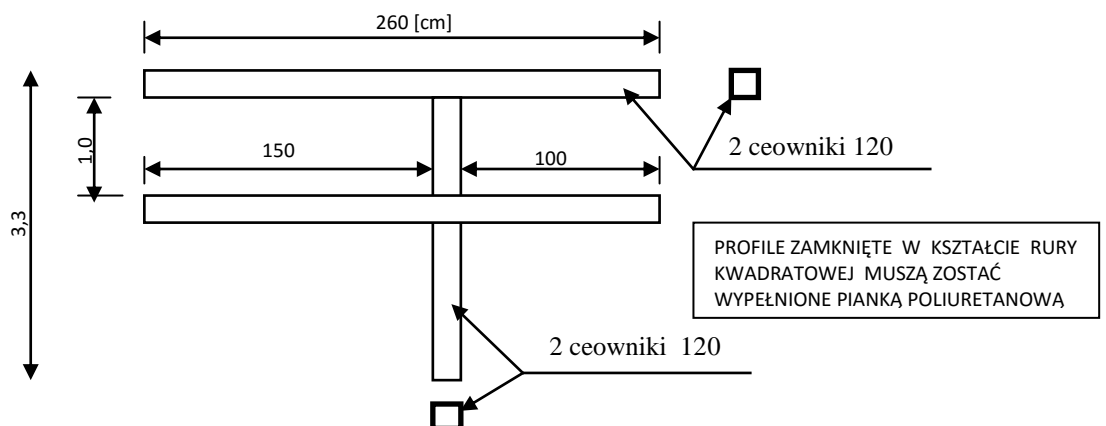 260 [cm]
2 ceowniki 120
1,0
150
100
3,3
PROFILE ZAMKNIĘTE W KSZTAŁCIE RURY
KWADRATOWEJ MUSZĄ ZOSTAĆ
WYPEŁNIONE PIANKĄ POLIURETANOWĄ
2 ceowniki 120